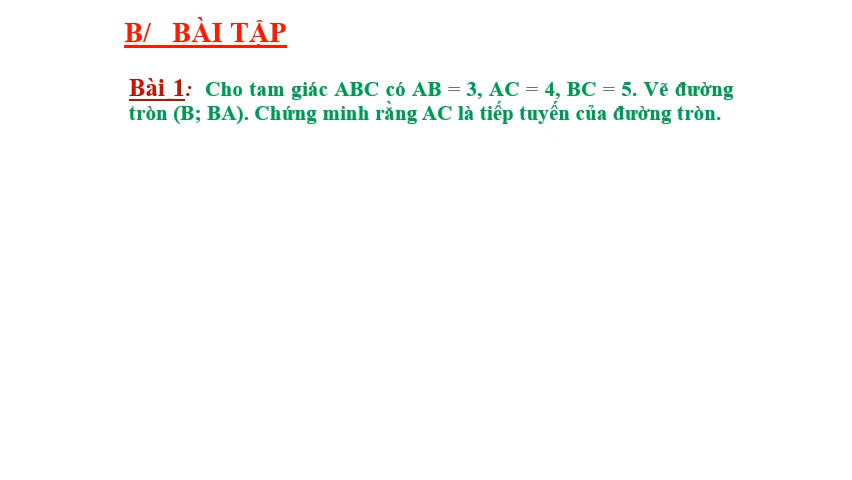 B/ BÀI TẬP
Bài 1: Cho tam giác ABC có AB = 3, AC = 4, BC = 5. Vẽ đường
tròn (B; BA). Chứng minh rằng AC là tiếp tuyến của đường tròn.